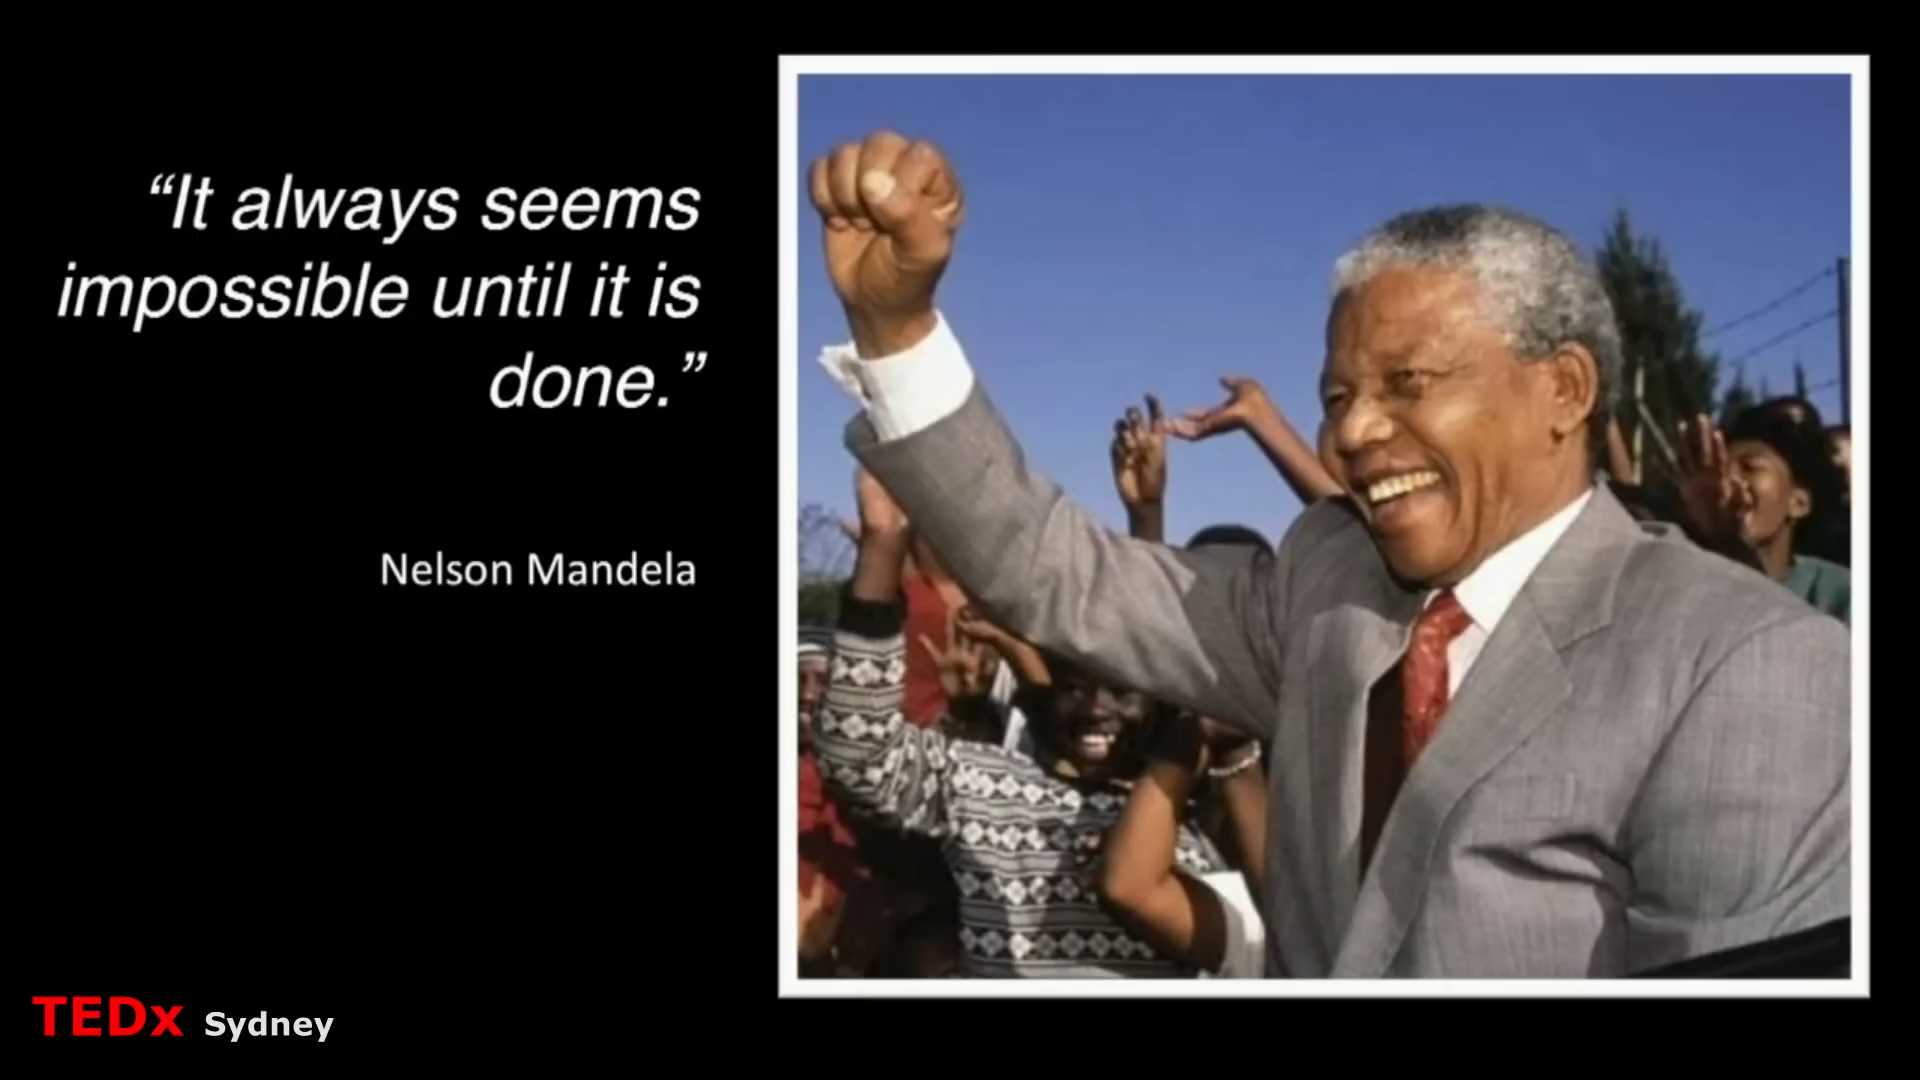 “It always seems
impossible until it is
done.”
Nelson Mandela
TEDx Sydney